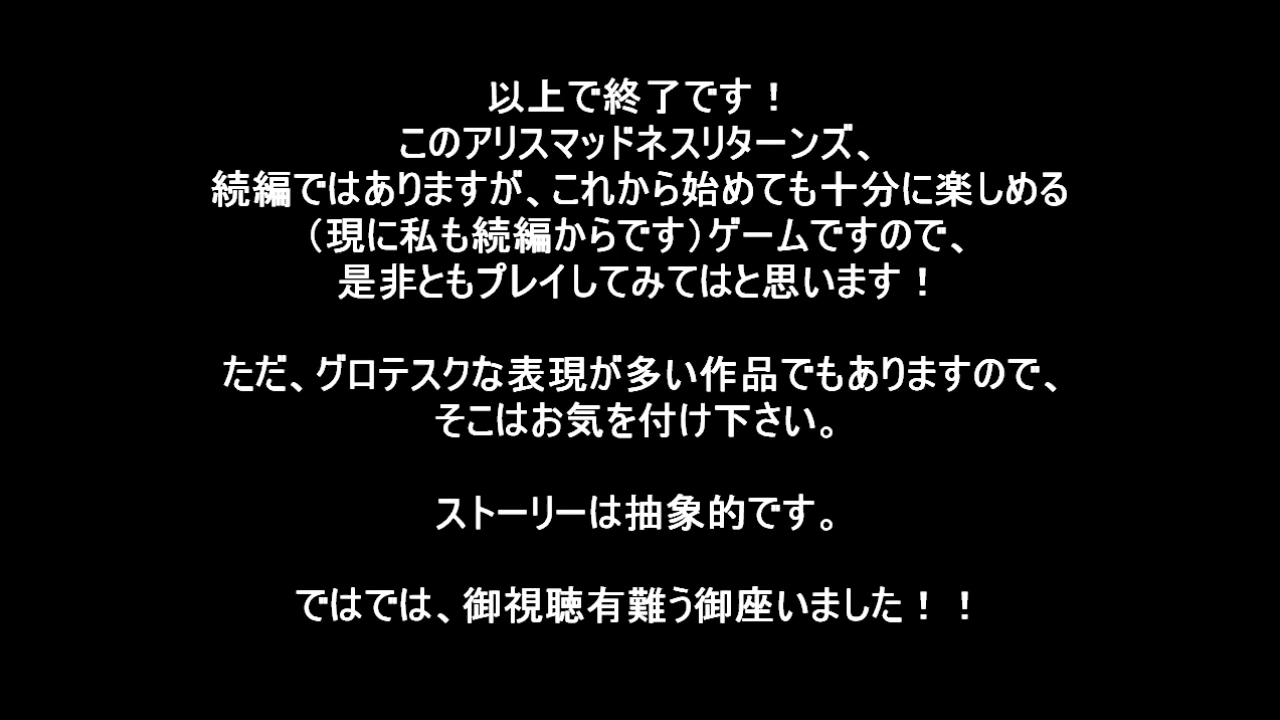 以上で終了です！
このアリスマッドネスリターンズ、
続編ではありますが、これから始めても十分に楽しめる
（現に私も続編からです）ゲームですので、
是非ともプレイしてみてはと思います！
ただ、グロテスクな表現が多い作品でもありますので、
そこはお気を付け下さい。
ストーリーは抽象的です。
ではでは、御視聴有難う御座いました！！